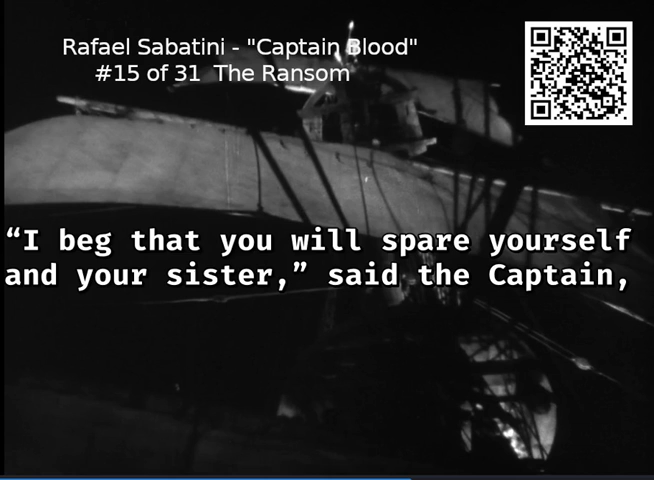 Rafael Sabatini - "Captain Blood"
#15 of 31  The Ransom
“I beg that you will spare yourself
and your sister,” said the Captain,